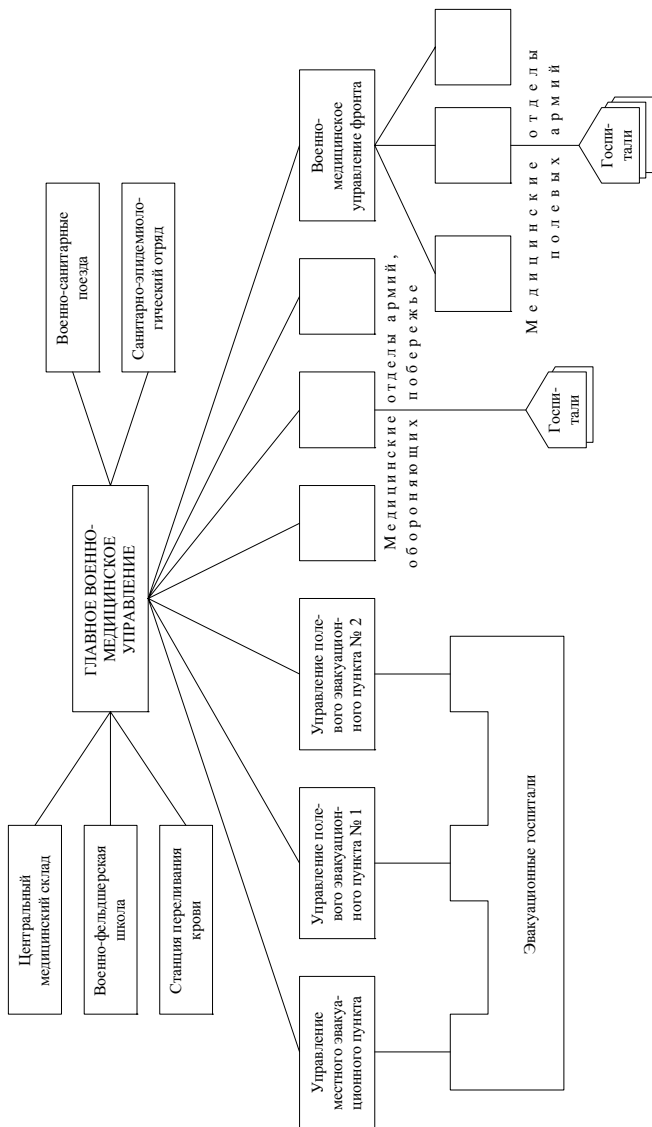 Военно-санитарные
поезда
Санитарно-эпидемиоло-
гический отряд
ГЛАВНОЕ ВОЕННО-
МЕДИЦИНСКОЕ
УПРАВЛЕНИЕ
Центральный
медицинский склад
Военно-фельдшерская
школа
Станция переливания
крови
Управление
местного эвакуа-
ционного пункта
Управление поле-
вого эвакуацион-
ного пункта № 1
Управление поле-
вого эвакуацион-
ного пункта № 2
Медицинские отделы армий,
обороняющих побережье
Военно-
медицинское
управление фронта
Медицинские отделы
полевых армий
Эвакуационные госпитали
Госпи-
тали
Госпи-
тали